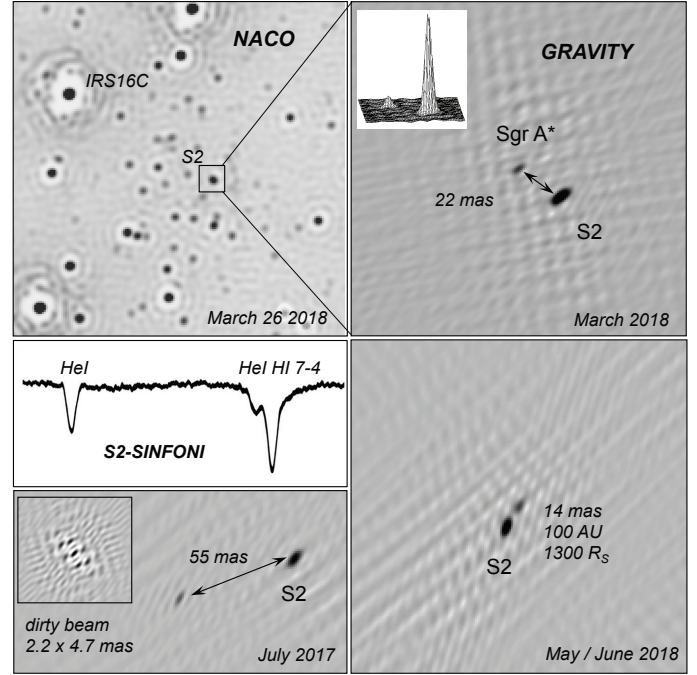 NACO
IRS16C
S2
March 26 2018
GRAVITY
Sgr A*
22 mas
S2
March 2018
HeI
HeI HI 7-4
S2-SINFONI
55 mas
S2
dirty beam
2.2 x 4.7 mas
July 2017
14 mas
100 AU
1300 R_S
S2
May / June 2018